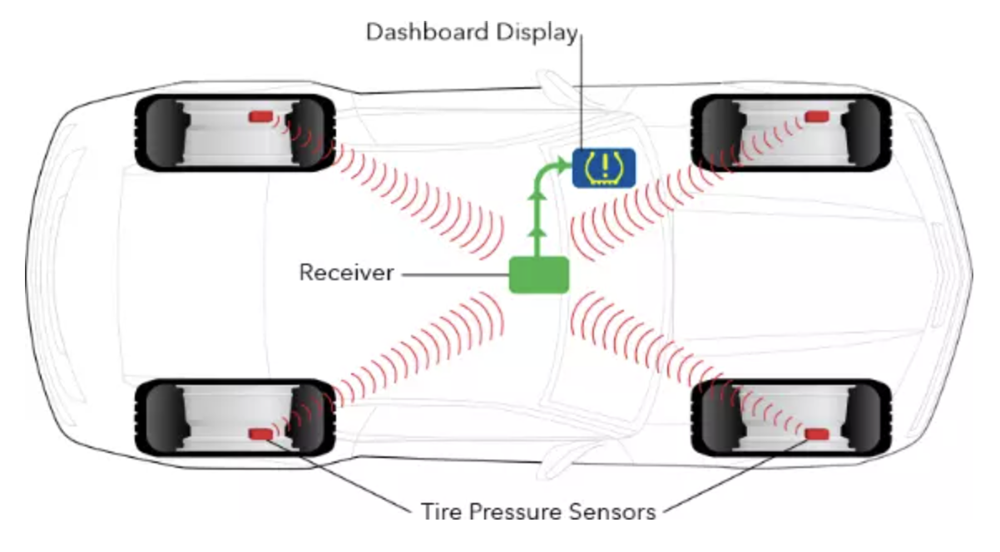 Dashboard Display
Receiver
Tire Pressure Sensors